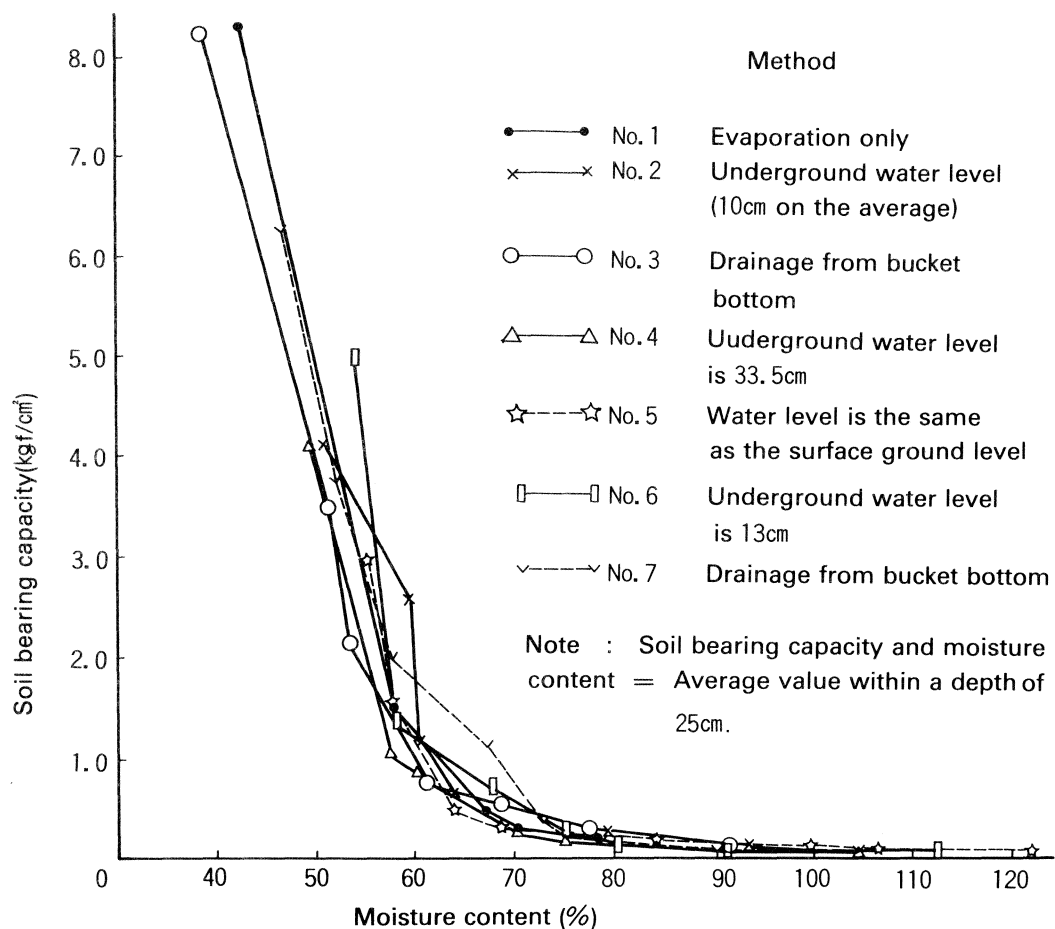 Soil bearing capacity(kgf/cm²)
8.0
7.0
6.0
5.0
4.0
3.0
2.0
1.0
0
40
50
60
70
80
90
100
110
120
Moisture content (%)
Method
No. 1 Evaporation only
No. 2 Underground water level
(10cm on the average)
No. 3 Drainage from bucket
bottom
No. 4 Uuderground water level
is 33.5cm
No. 5 Water level is the same
as the surface ground level
No. 6 Underground water level
is 13cm
No. 7 Drainage from bucket bottom
Note : Soil bearing capacity and moisture
content = Average value within a depth of
25cm.